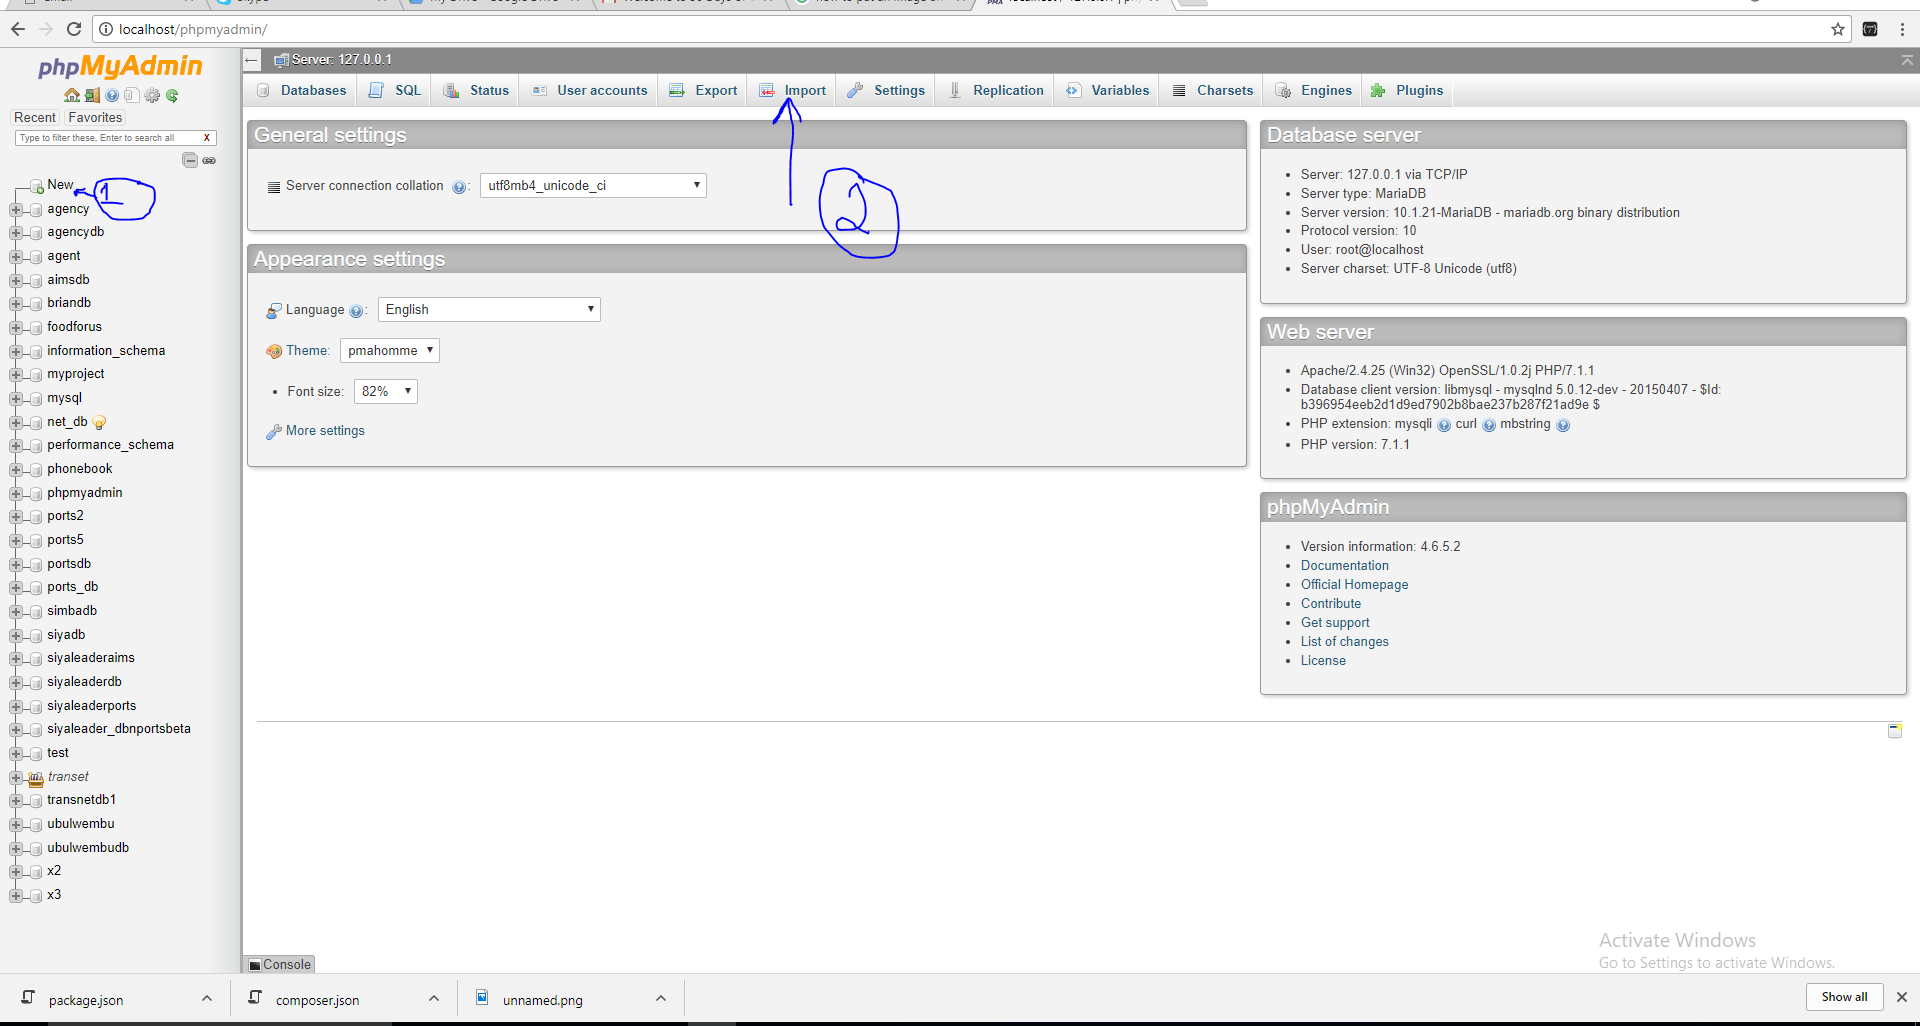 localhost/phpmyadmin/
phpMyAdmin
Recent Favorites
Type to filter these, Enter to search all X
New
1
agency
agencydb
agent
aimsdb
briandb
foodforus
information_schema
myproject
mysql
net_db
performance_schema
phonebook
phpmyadmin
ports2
ports5
portsdb
ports_db
simbadb
siyadb
siyaleaderaims
siyaleaderdb
siyaleaderports
siyaleader_dbnportsbeta
test
transet
transnetdb1
ubulwembu
ubulwembudb
x2
x3
Server: 127.0.0.1
Databases SQL Status User accounts Export Import Settings Replication Variables Charsets Engines Plugins
General settings
Server connection collation : utf8mb4_unicode_ci
2
Appearance settings
Language : English
Theme: pmahomme
Font size: 82%
More settings
Database server
Server: 127.0.0.1 via TCP/IP
Server type: MariaDB
Server version: 10.1.21-MariaDB - mariadb.org binary distribution
Protocol version: 10
User: root@localhost
Server charset: UTF-8 Unicode (utf8)
Web server
Apache/2.4.25 (Win32) OpenSSL/1.0.2j PHP/7.1.1
Database client version: libmysql - mysqlnd 5.0.12-dev - 20150407 - $Id:
b396954eeb2d1d9ed7902b8bae237b287f21ad9e $
PHP extension: mysqli curl mbstring
PHP version: 7.1.1
phpMyAdmin
Version information: 4.6.5.2
Documentation
Official Homepage
Contribute
Get support
List of changes
License
Console
Activate Windows
Go to Settings to activate Windows.
package.json composer.json unnamed.png Show all